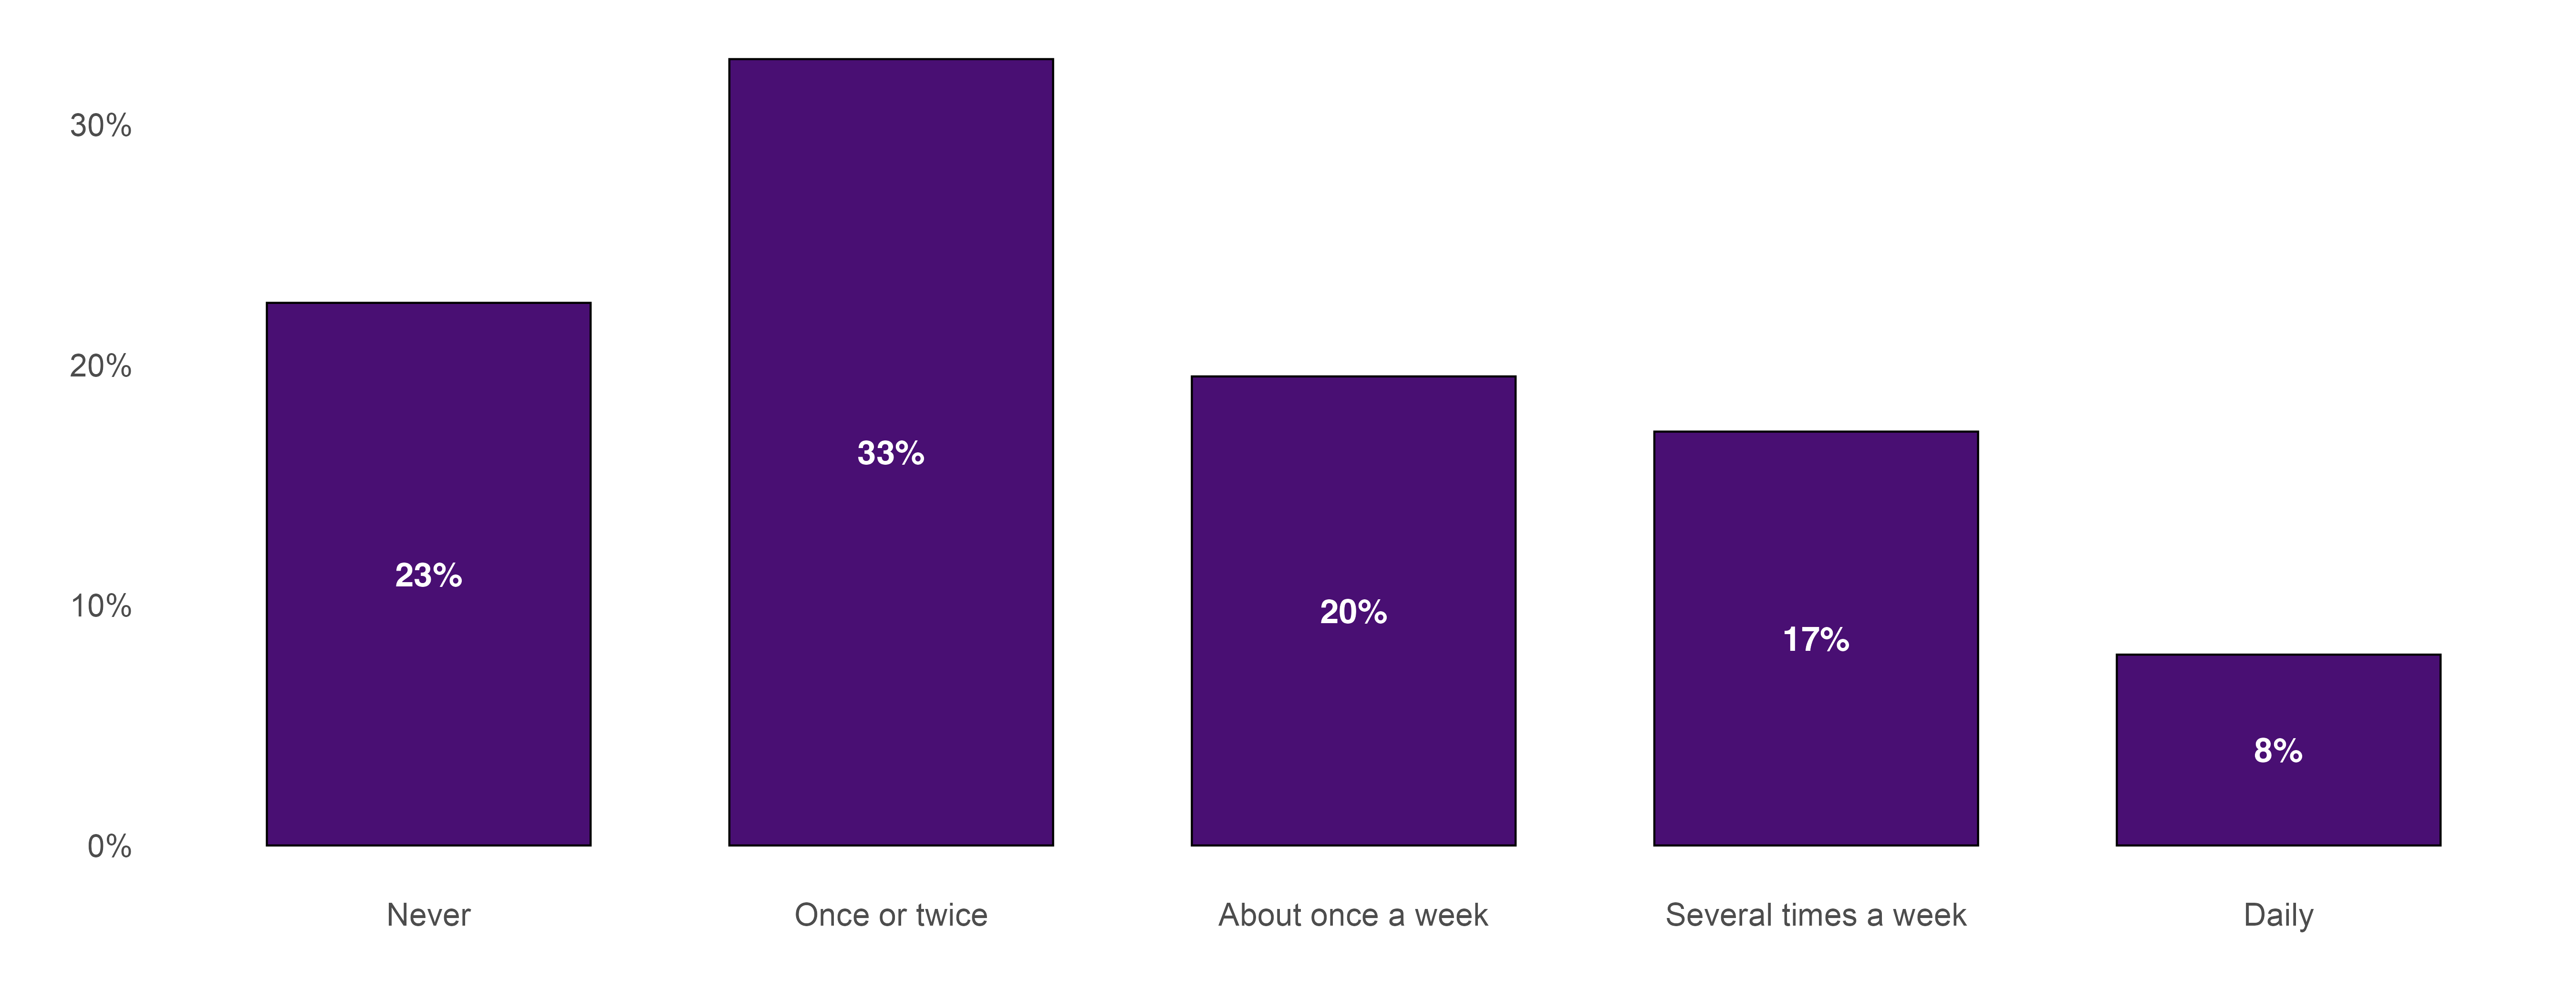 30%
20%
10%
0%
23%
33%
20%
17%
8%
Never
Once or twice
About once a week
Several times a week
Daily